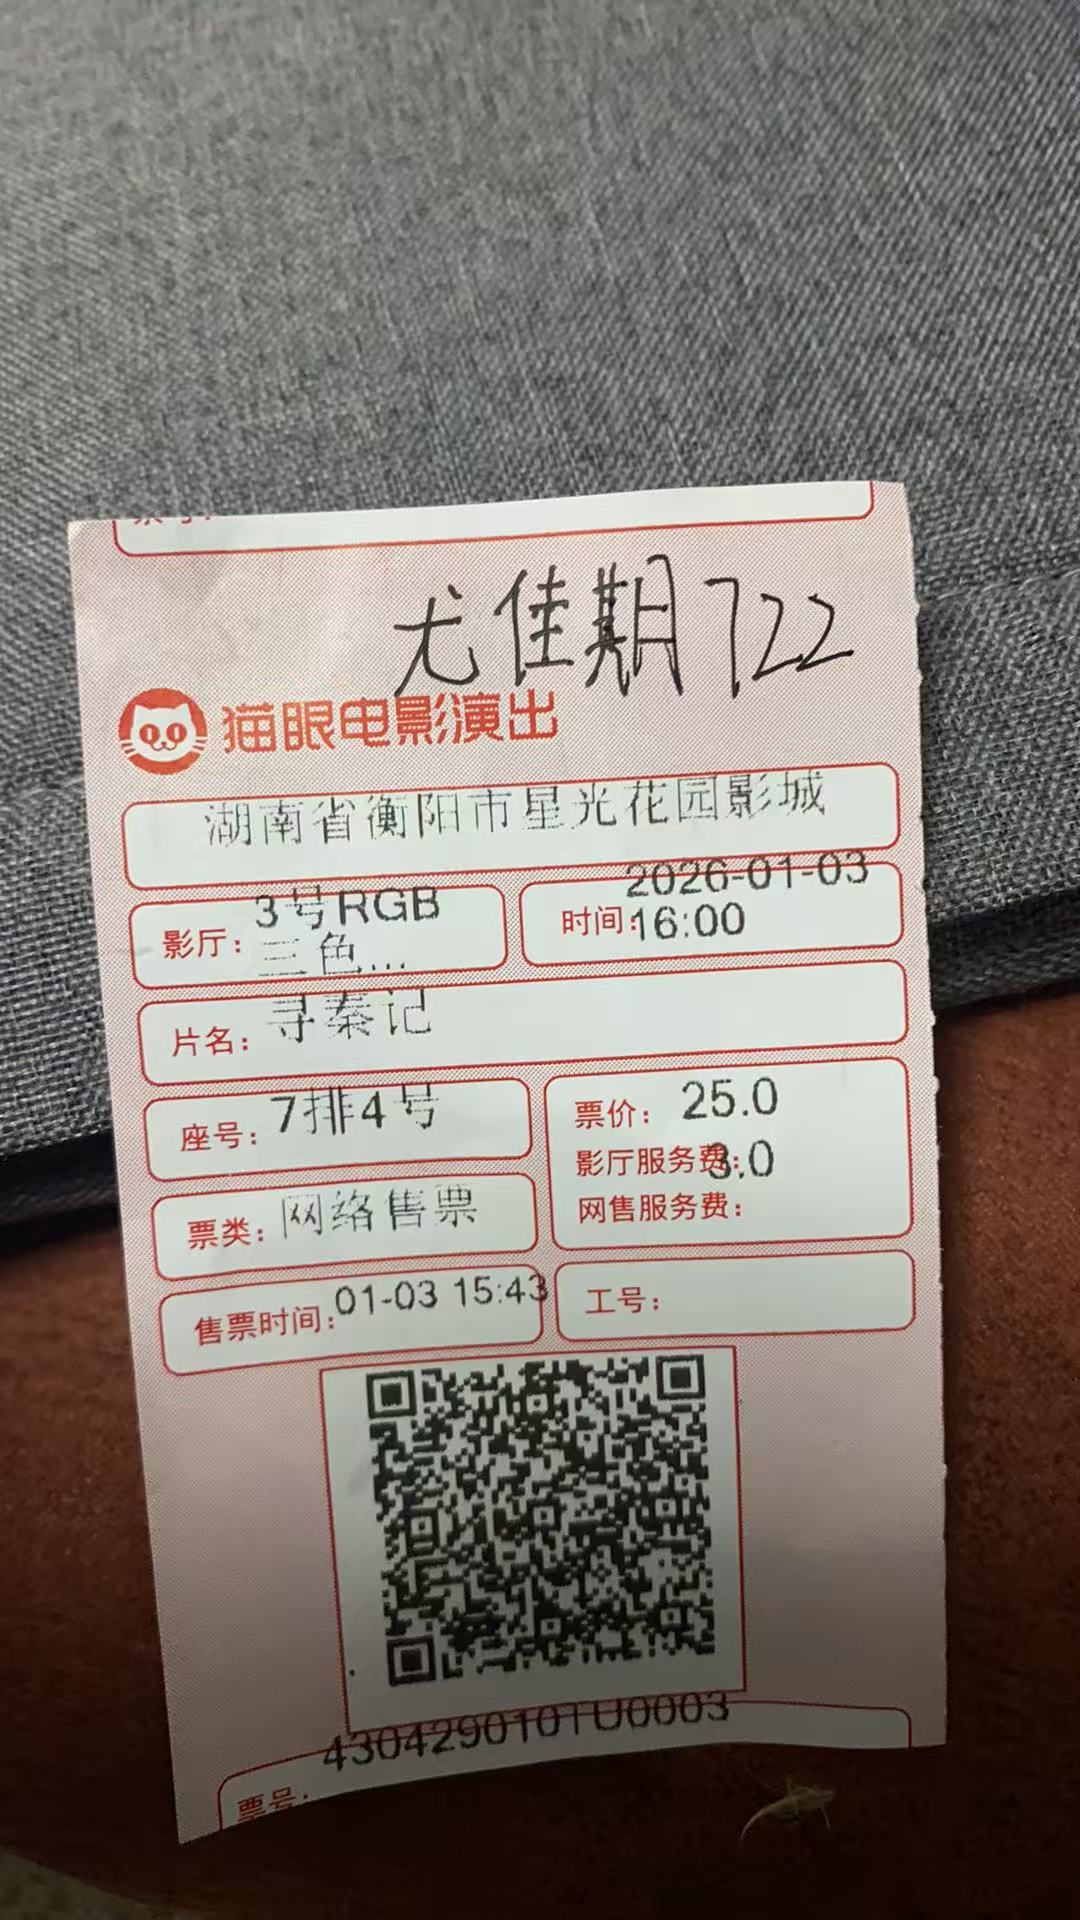 尤佳期722
猫眼电影演出
湖南省衡阳市星光花园影城
影厅：3号RGB
三色...
时间：2026-01-03
16:00
片名：寻秦记
座号：7排4号
票价：25.0
影厅服务费：3.0
网售服务费：
票类：网络售票
售票时间：01-03 15:43
工号：
430429010TU0003
票号：